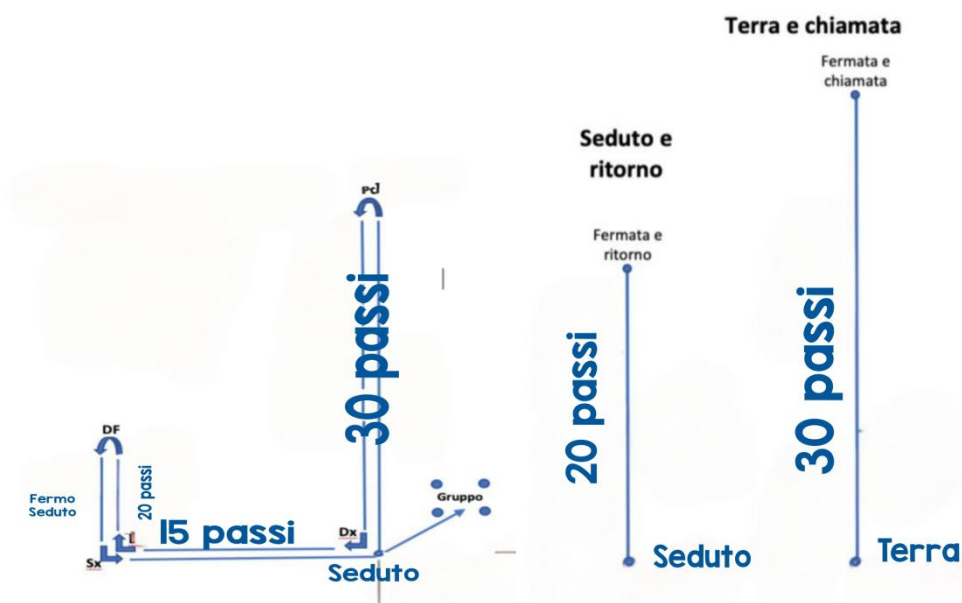 Terra e chiamata
Fermata e
chiamata
Seduto e
ritorno
Fermata e
ritorno
Pd
30 passi
20 passi
30 passi
DF
Fermo
Seduto
20 passi
15 passi
Gruppo
Dx
Sx
Seduto
Seduto
Terra